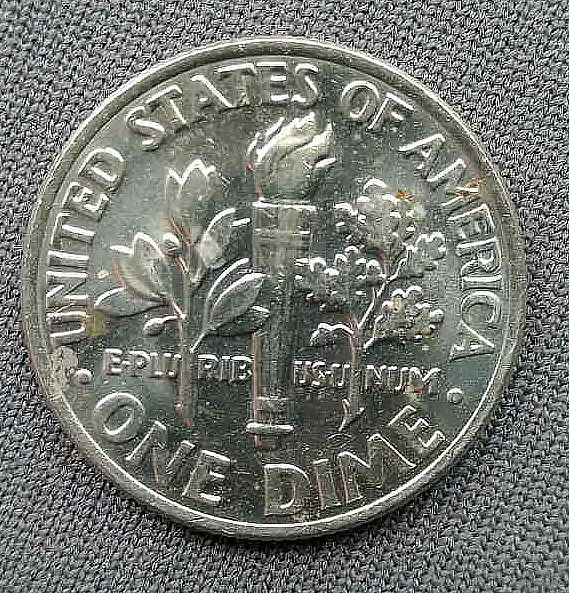 UNITED STATES OF AMERICA
E·PLU RIB US·U NUM
ONE DIME